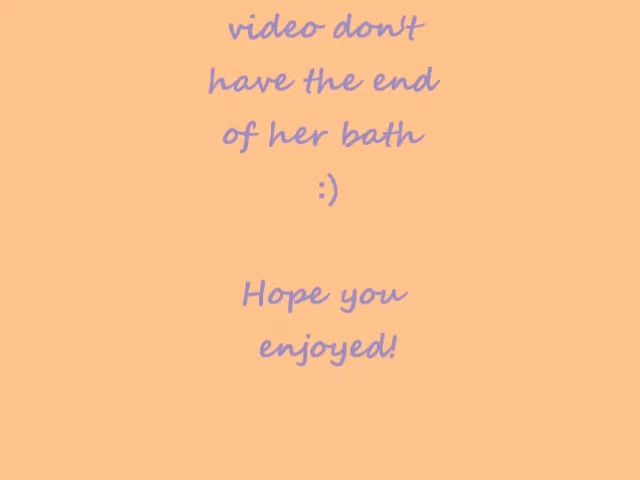 video don't
have the end
of her bath
:)
Hope you
enjoyed!